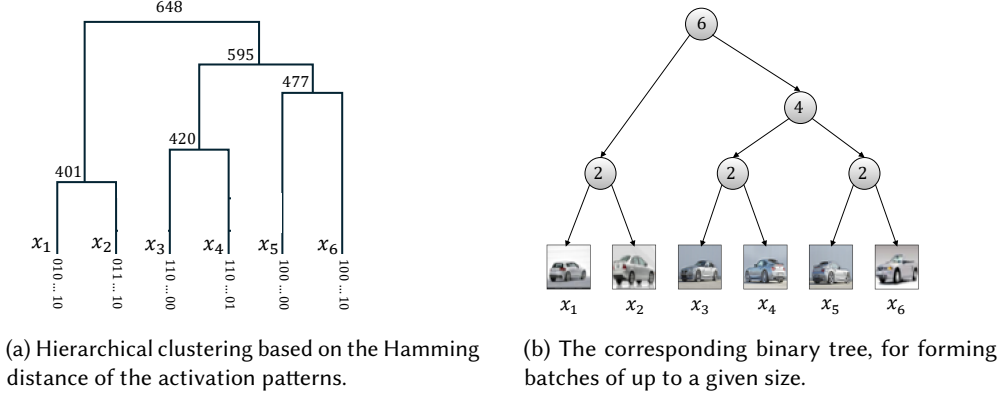 648
595
477
420
401
x1 x2 x3 x4 x5 x6
010 ... 10
011 ... 10
110 ... 00
110 ... 01
100 ... 00
100 ... 10
(a) Hierarchical clustering based on the Hamming
distance of the activation patterns.
6
4
2 2 2
x1 x2 x3 x4 x5 x6
(b) The corresponding binary tree, for forming
batches of up to a given size.